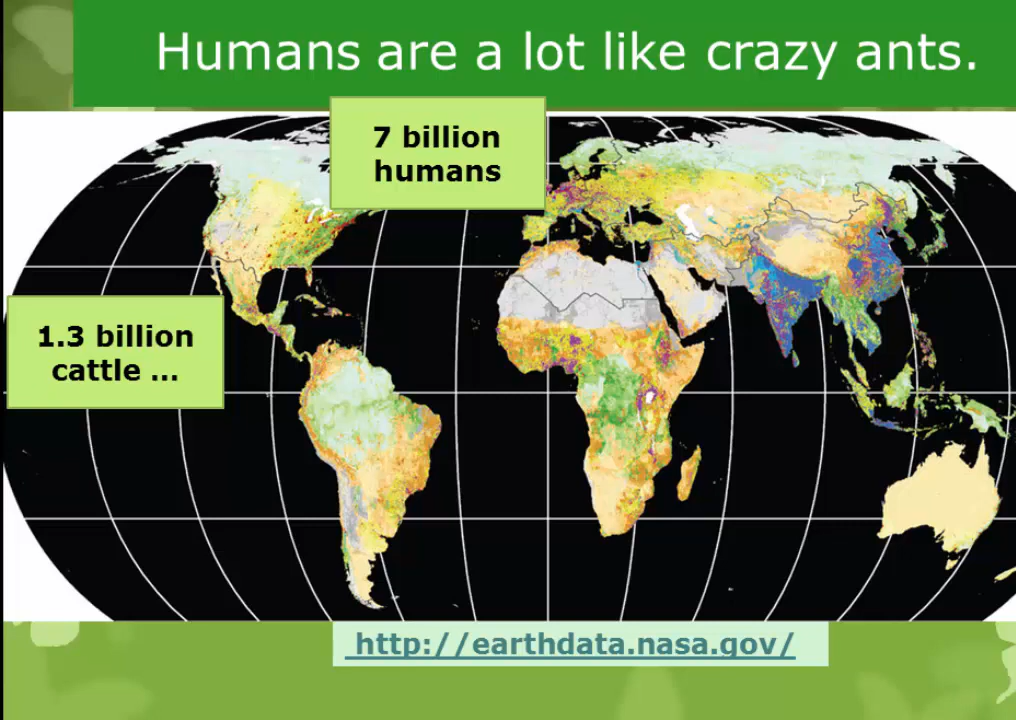 Humans are a lot like crazy ants.
7 billion
humans
1.3 billion
cattle ...
http://earthdata.nasa.gov/